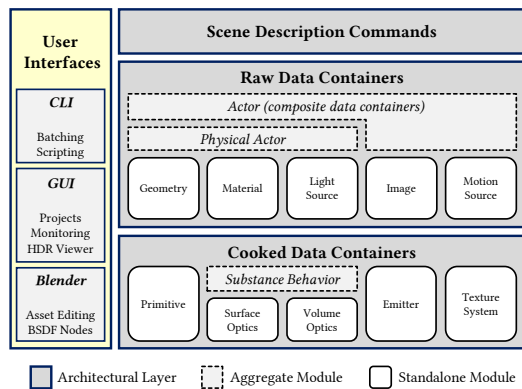 User
Interfaces
CLI
Batching
Scripting
GUI
Projects
Monitoring
HDR Viewer
Blender
Asset Editing
BSDF Nodes
Scene Description Commands
Raw Data Containers
Actor (composite data containers)
Physical Actor
Geometry
Material
Light
Source
Image
Motion
Source
Cooked Data Containers
Primitive
Substance Behavior
Surface
Optics
Volume
Optics
Emitter
Texture
System
Architectural Layer
Aggregate Module
Standalone Module